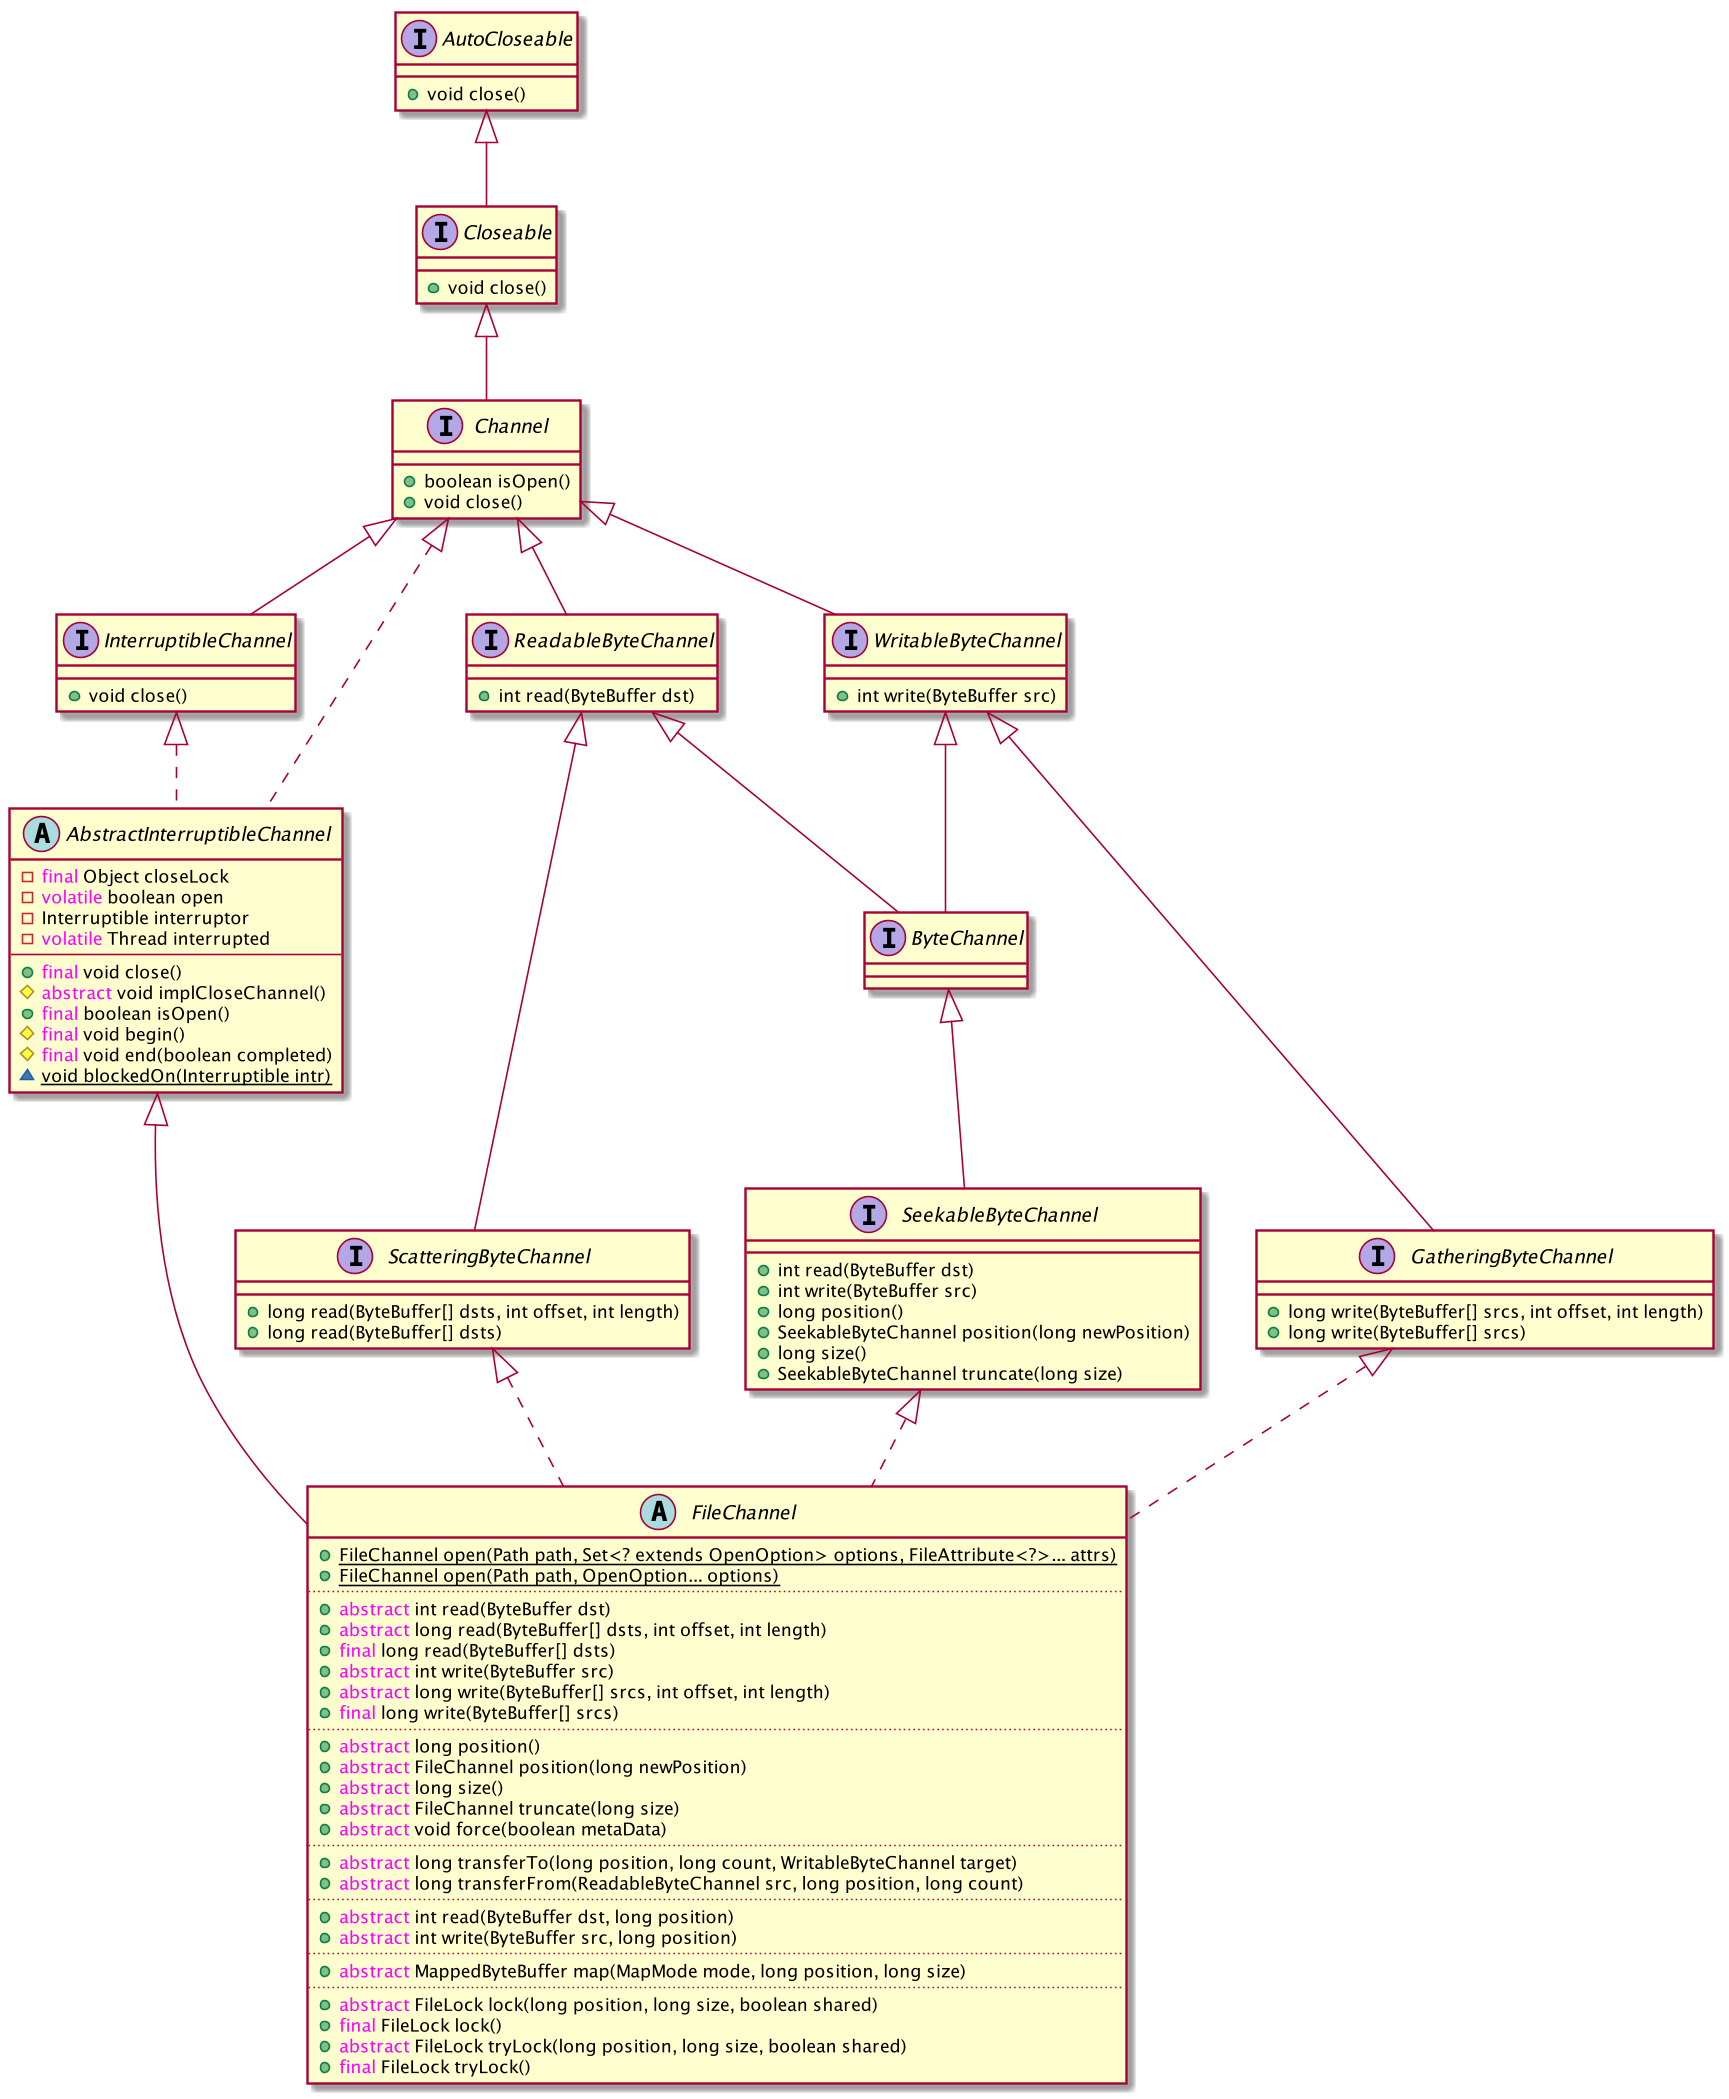 I AutoCloseable
void close()
I Closeable
void close()
I Channel
boolean isOpen()
void close()
I InterruptibleChannel
void close()
I ReadableByteChannel
int read(ByteBuffer dst)
I WritableByteChannel
int write(ByteBuffer src)
A AbstractInterruptibleChannel
final Object closeLock
volatile boolean open
Interruptible interruptor
volatile Thread interrupted
final void close()
abstract void implCloseChannel()
final boolean isOpen()
final void begin()
final void end(boolean completed)
void blockedOn(Interruptible intr)
I ByteChannel
I ScatteringByteChannel
long read(ByteBuffer[] dsts, int offset, int length)
long read(ByteBuffer[] dsts)
I SeekableByteChannel
int read(ByteBuffer dst)
int write(ByteBuffer src)
long position()
SeekableByteChannel position(long newPosition)
long size()
SeekableByteChannel truncate(long size)
I GatheringByteChannel
long write(ByteBuffer[] srcs, int offset, int length)
long write(ByteBuffer[] srcs)
A FileChannel
FileChannel open(Path path, Set<? extends OpenOption> options, FileAttribute<?>... attrs)
FileChannel open(Path path, OpenOption... options)
abstract int read(ByteBuffer dst)
abstract long read(ByteBuffer[] dsts, int offset, int length)
final long read(ByteBuffer[] dsts)
abstract int write(ByteBuffer src)
abstract long write(ByteBuffer[] srcs, int offset, int length)
final long write(ByteBuffer[] srcs)
abstract long position()
abstract FileChannel position(long newPosition)
abstract long size()
abstract FileChannel truncate(long size)
abstract void force(boolean metaData)
abstract long transferTo(long position, long count, WritableByteChannel target)
abstract long transferFrom(ReadableByteChannel src, long position, long count)
abstract int read(ByteBuffer dst, long position)
abstract int write(ByteBuffer src, long position)
abstract MappedByteBuffer map(MapMode mode, long position, long size)
abstract FileLock lock(long position, long size, boolean shared)
final FileLock lock()
abstract FileLock tryLock(long position, long size, boolean shared)
final FileLock tryLock()